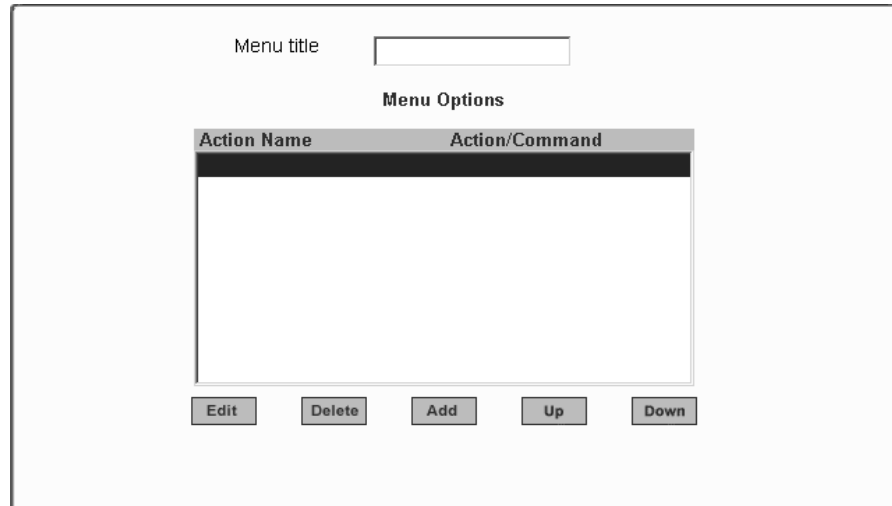 Menu title
Menu Options
Action Name Action/Command
Edit Delete Add Up Down